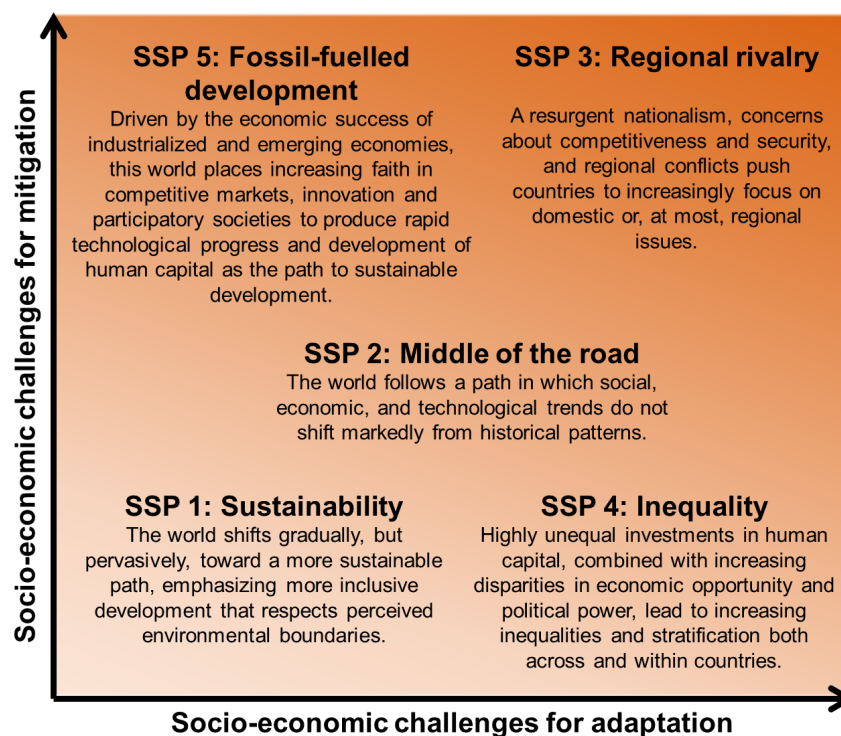 Socio-economic challenges for mitigation
SSP 5: Fossil-fuelled
development
Driven by the economic success of
industrialized and emerging economies,
this world places increasing faith in
competitive markets, innovation and
participatory societies to produce rapid
technological progress and development of
human capital as the path to sustainable
development.
SSP 3: Regional rivalry
A resurgent nationalism, concerns
about competitiveness and security,
and regional conflicts push
countries to increasingly focus on
domestic or, at most, regional
issues.
SSP 2: Middle of the road
The world follows a path in which social,
economic, and technological trends do not
shift markedly from historical patterns.
SSP 1: Sustainability
The world shifts gradually, but
pervasively, toward a more sustainable
path, emphasizing more inclusive
development that respects perceived
environmental boundaries.
SSP 4: Inequality
Highly unequal investments in human
capital, combined with increasing
disparities in economic opportunity and
political power, lead to increasing
inequalities and stratification both
across and within countries.
Socio-economic challenges for adaptation